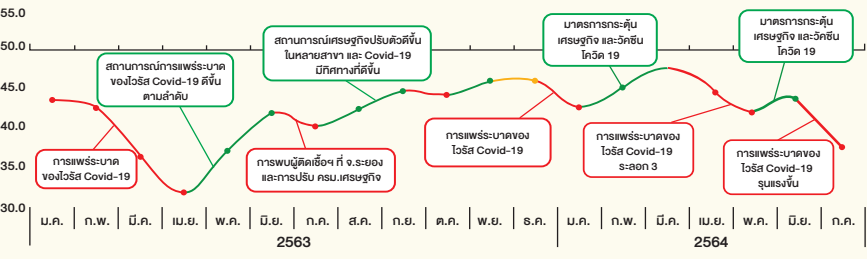 55.0
50.0
45.0
40.0
35.0
30.0
สถานการณ์การแพร่ระบาด
ของไวรัส Covid-19 ดีขึ้น
ตามลำดับ
สถานการณ์เศรษฐกิจปรับตัวดีขึ้น
ในหลายสาขา และ Covid-19
มีทิศทางที่ดีขึ้น
มาตรการกระตุ้น
เศรษฐกิจ และวัคซีน
โควิด 19
มาตรการกระตุ้น
เศรษฐกิจ และวัคซีน
โควิด 19
การแพร่ระบาด
ของไวรัส Covid-19
การพบผู้ติดเชื้อฯ ที่ จ.ระยอง
และการปรับ ครม.เศรษฐกิจ
การแพร่ระบาดของ
ไวรัส Covid-19
การแพร่ระบาดของ
ไวรัส Covid-19
ระลอก 3
การแพร่ระบาดของ
ไวรัส Covid-19
รุนแรงขึ้น
ม.ค. ก.พ. มี.ค. เม.ย. พ.ค. มิ.ย. ก.ค. ส.ค. ก.ย. ต.ค. พ.ย. ธ.ค. ม.ค. ก.พ. มี.ค. เม.ย. พ.ค. มิ.ย. ก.ค.
2563 2564